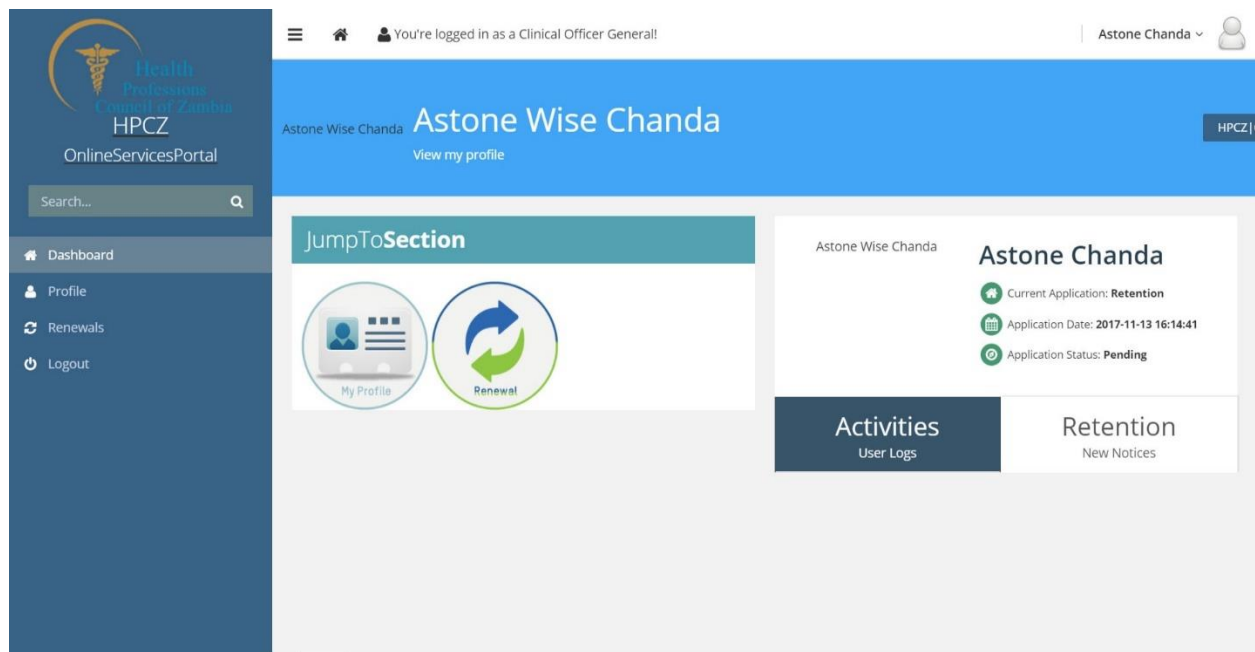 Health
Professions
Council of Zambia
HPCZ
OnlineServicesPortal
Search...
Dashboard
Profile
Renewals
Logout
You're logged in as a Clinical Officer General!
Astone Chanda
Astone Wise Chanda
Astone Wise Chanda
View my profile
HPCZ|
JumpToSection
My Profile
Renewal
Astone Wise Chanda
Astone Chanda
Current Application: Retention
Application Date: 2017-11-13 16:14:41
Application Status: Pending
Activities
User Logs
Retention
New Notices